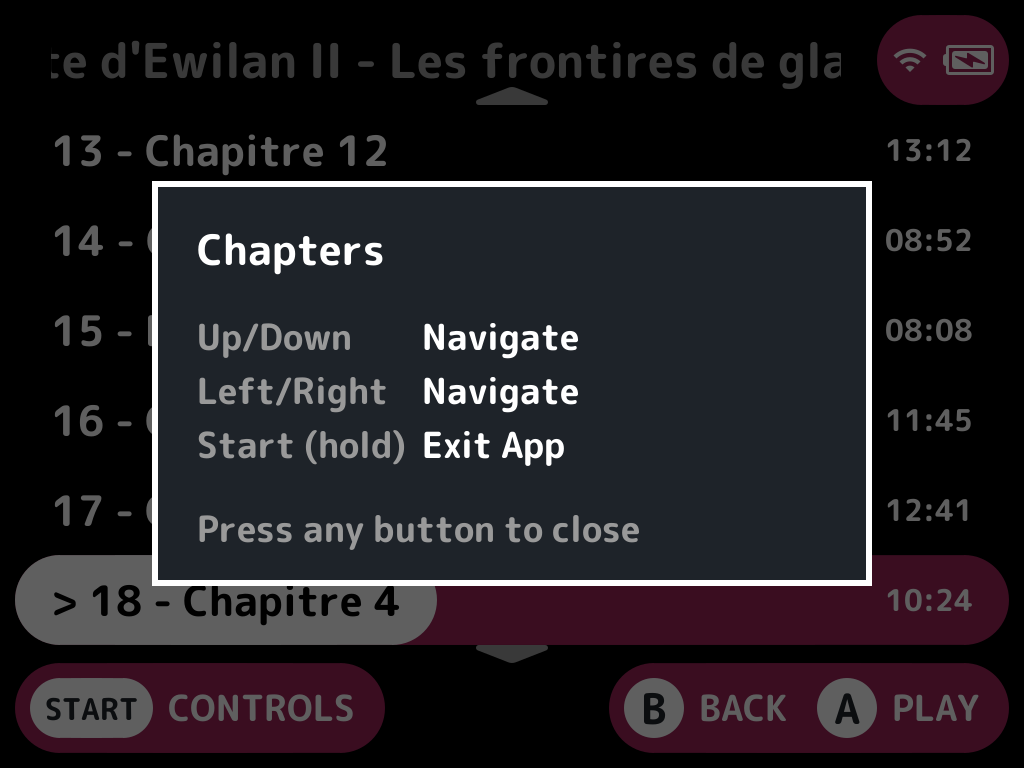 te d'Ewilan II - Les frontires de gla
13 - Chapitre 12 13:12
14 - 08:52
15 - 08:08
16 - 11:45
17 - 12:41
> 18 - Chapitre 4 10:24
Chapters
Up/Down Navigate
Left/Right Navigate
Start (hold) Exit App
Press any button to close
START CONTROLS
B BACK A PLAY